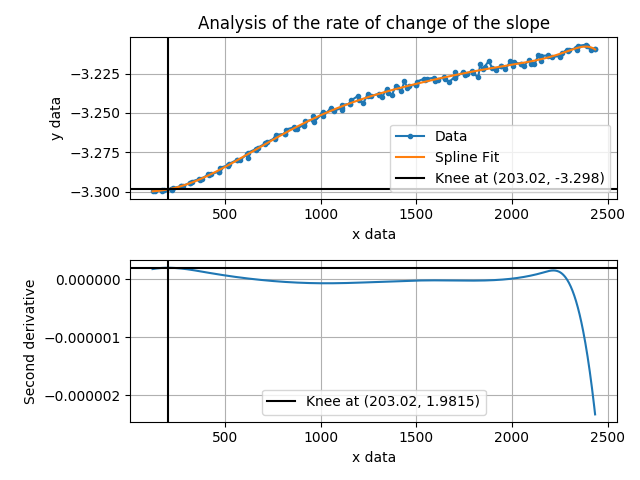 Analysis of the rate of change of the slope
y data
−3.225
−3.250
−3.275
−3.300
Data
Spline Fit
Knee at (203.02, -3.298)
500
1000
1500
2000
2500
x data
Second derivative
0.000000
−0.000001
−0.000002
Knee at (203.02, 1.9815)
500
1000
1500
2000
2500
x data